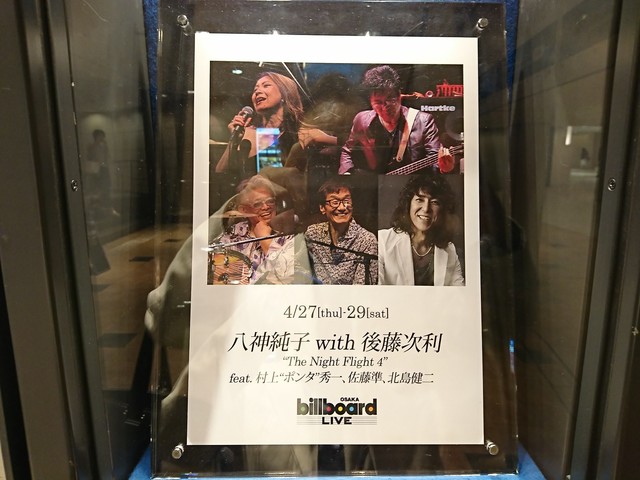 Hartke
4/27[thu]-29[sat]
八神純子 with 後藤次利
“The Night Flight 4”
feat. 村上“ポンタ”秀一、佐藤準、北島健二
OSAKA
billboard
LIVE